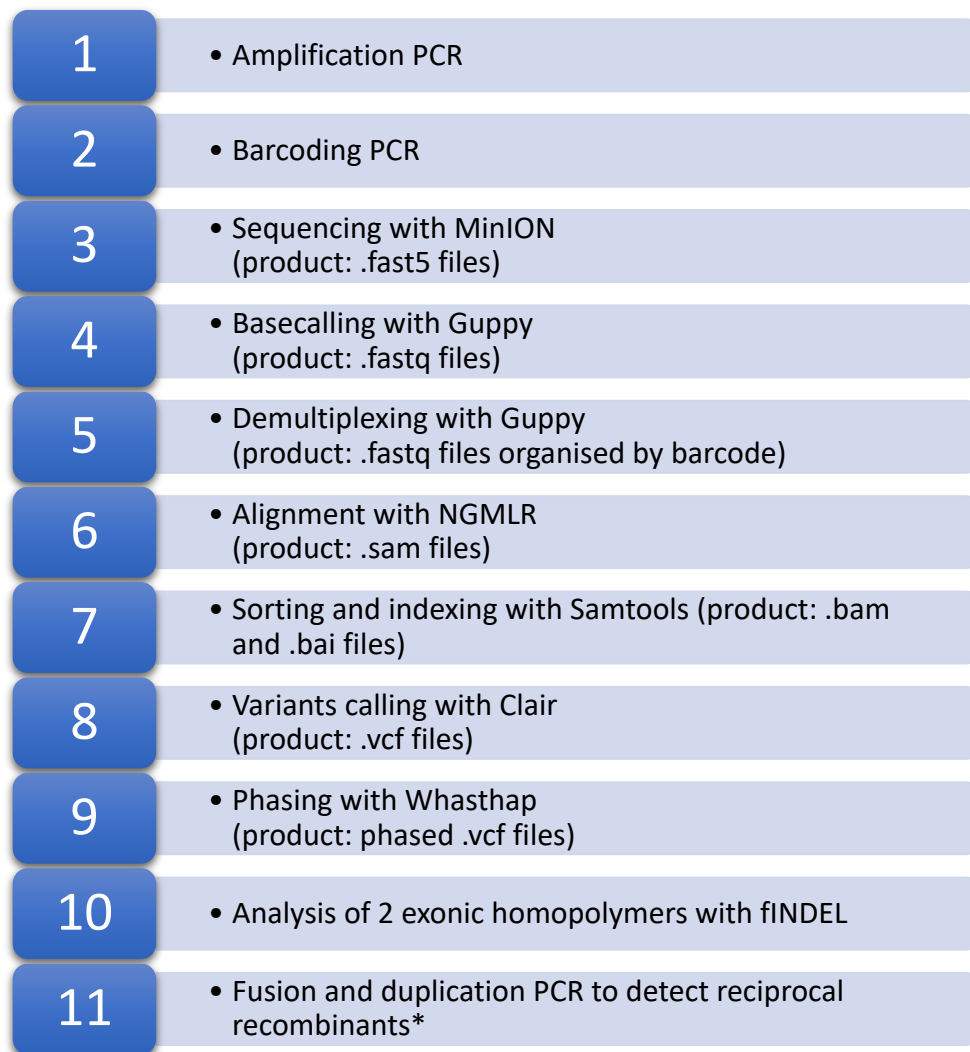 1
• Amplification PCR
2
• Barcoding PCR
3
• Sequencing with MinION
(product: .fast5 files)
4
• Basecalling with Guppy
(product: .fastq files)
5
• Demultiplexing with Guppy
(product: .fastq files organised by barcode)
6
• Alignment with NGMLR
(product: .sam files)
7
• Sorting and indexing with Samtools (product: .bam
and .bai files)
8
• Variants calling with Clair
(product: .vcf files)
9
• Phasing with Whasthap
(product: phased .vcf files)
10
• Analysis of 2 exonic homopolymers with fINDEL
11
• Fusion and duplication PCR to detect reciprocal
recombinants*